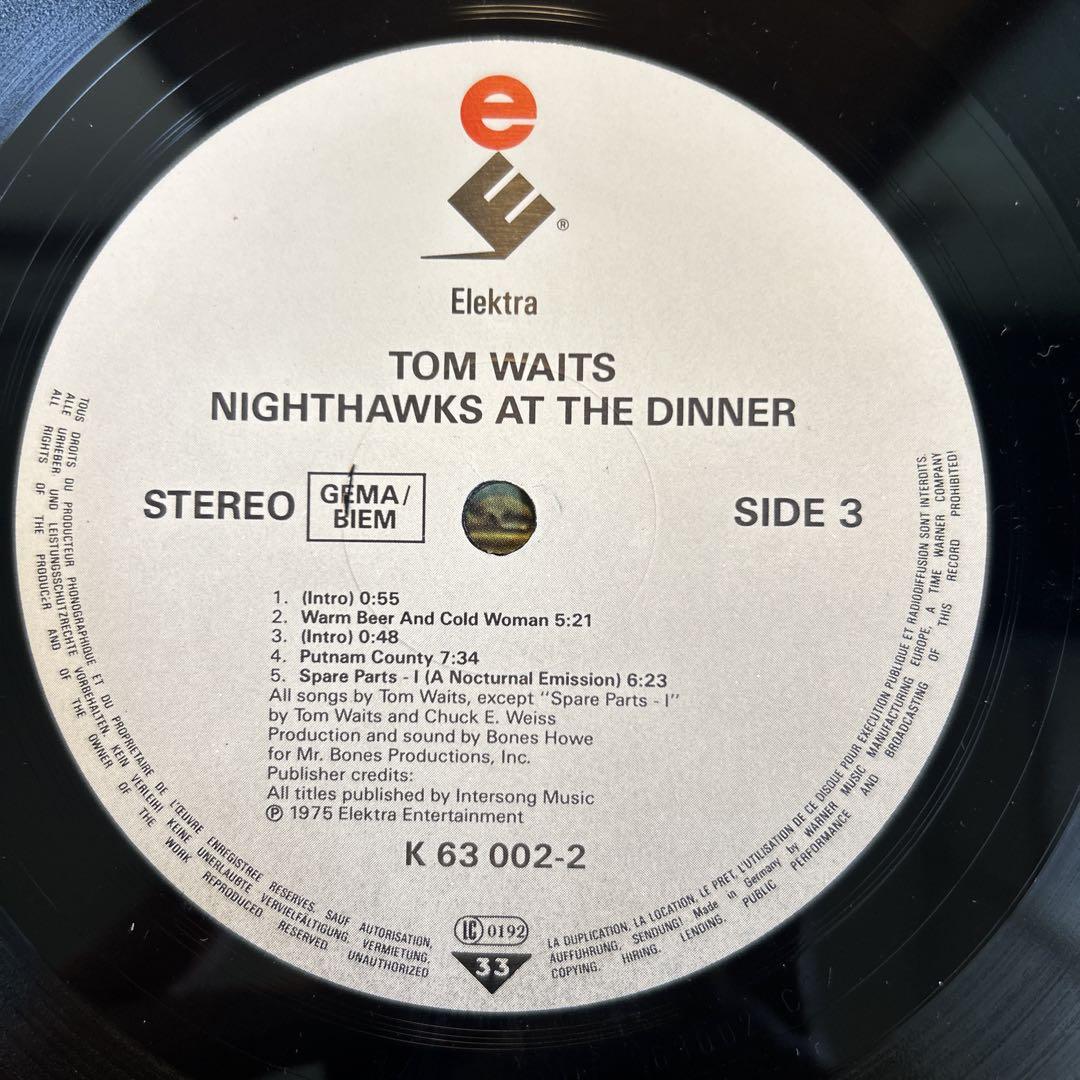 e
E
®
Elektra
TOM WAITS
NIGHTHAWKS AT THE DINNER
STEREO
GEMA/
BIEM
SIDE 3
1. (Intro) 0:55
2. Warm Beer And Cold Woman 5:21
3. (Intro) 0:48
4. Putnam County 7:34
5. Spare Parts - I (A Nocturnal Emission) 6:23
All songs by Tom Waits, except "Spare Parts - I"
by Tom Waits and Chuck E. Weiss
Production and sound by Bones Howe
for Mr. Bones Productions, Inc.
Publisher credits:
All titles published by Intersong Music
℗ 1975 Elektra Entertainment
K 63 002-2
LC 0192
33
TOUS DROITS DU PRODUCTEUR PHONOGRAPHIQUE ET DU PROPRIETAIRE DE L'ŒUVRE ENREGISTREE RESERVES. SAUF AUTORISATION,
LA DUPLICATION, LA LOCATION, LE PRET, L'UTILISATION DE CE DISQUE POUR EXECUTION PUBLIQUE ET RADIODIFFUSION SONT INTERDITS.
ALLE URHEBER UND LEISTUNGSSCHUTZRECHTE VORBEHALTEN. KEIN VERLEIH! KEINE UNERLAUBTE VERVIELFÄLTIGUNG, VERMIETUNG,
AUFFUHRUNG, SENDUNG! Made in Germany by WARNER MUSIC MANUFACTURING EUROPE, A TIME WARNER COMPANY
ALL RIGHTS OF THE PRODUCER AND OF THE OWNER OF THE WORK REPRODUCED RESERVED. UNAUTHORIZED
COPYING. HIRING. LENDING. PUBLIC PERFORMANCE AND BROADCASTING OF THIS RECORD PROHIBITED!